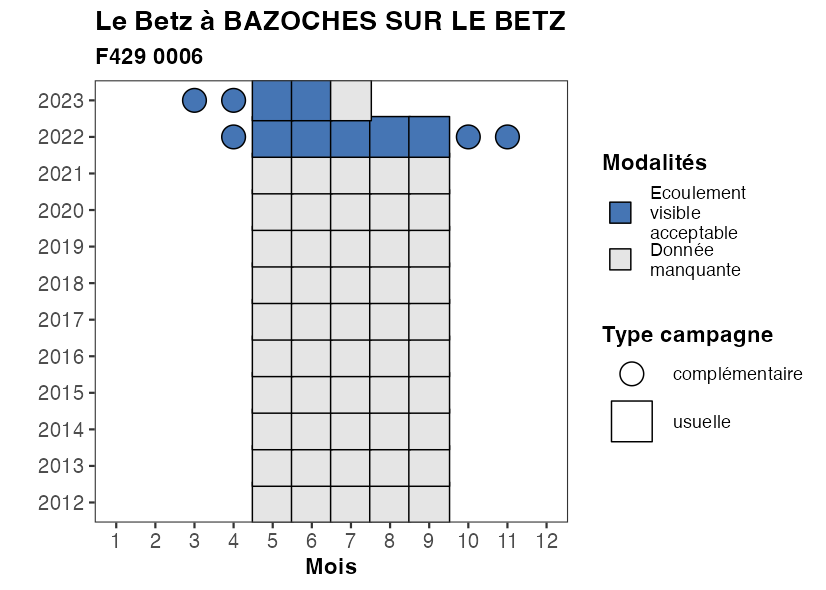 Le Betz à BAZOCHES SUR LE BETZ
F429 0006
2023
2022
2021
2020
2019
2018
2017
2016
2015
2014
2013
2012
1 2 3 4 5 6 7 8 9 10 11 12
Mois
Modalités
Ecoulement
visible
acceptable
Donnée
manquante
Type campagne
complémentaire
usuelle